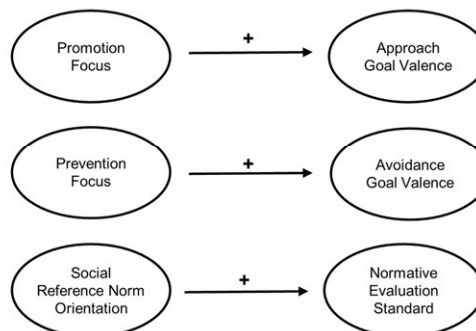 Promotion
Focus
+
Approach
Goal Valence
Prevention
Focus
+
Avoidance
Goal Valence
Social
Reference Norm
Orientation
+
Normative
Evaluation
Standard